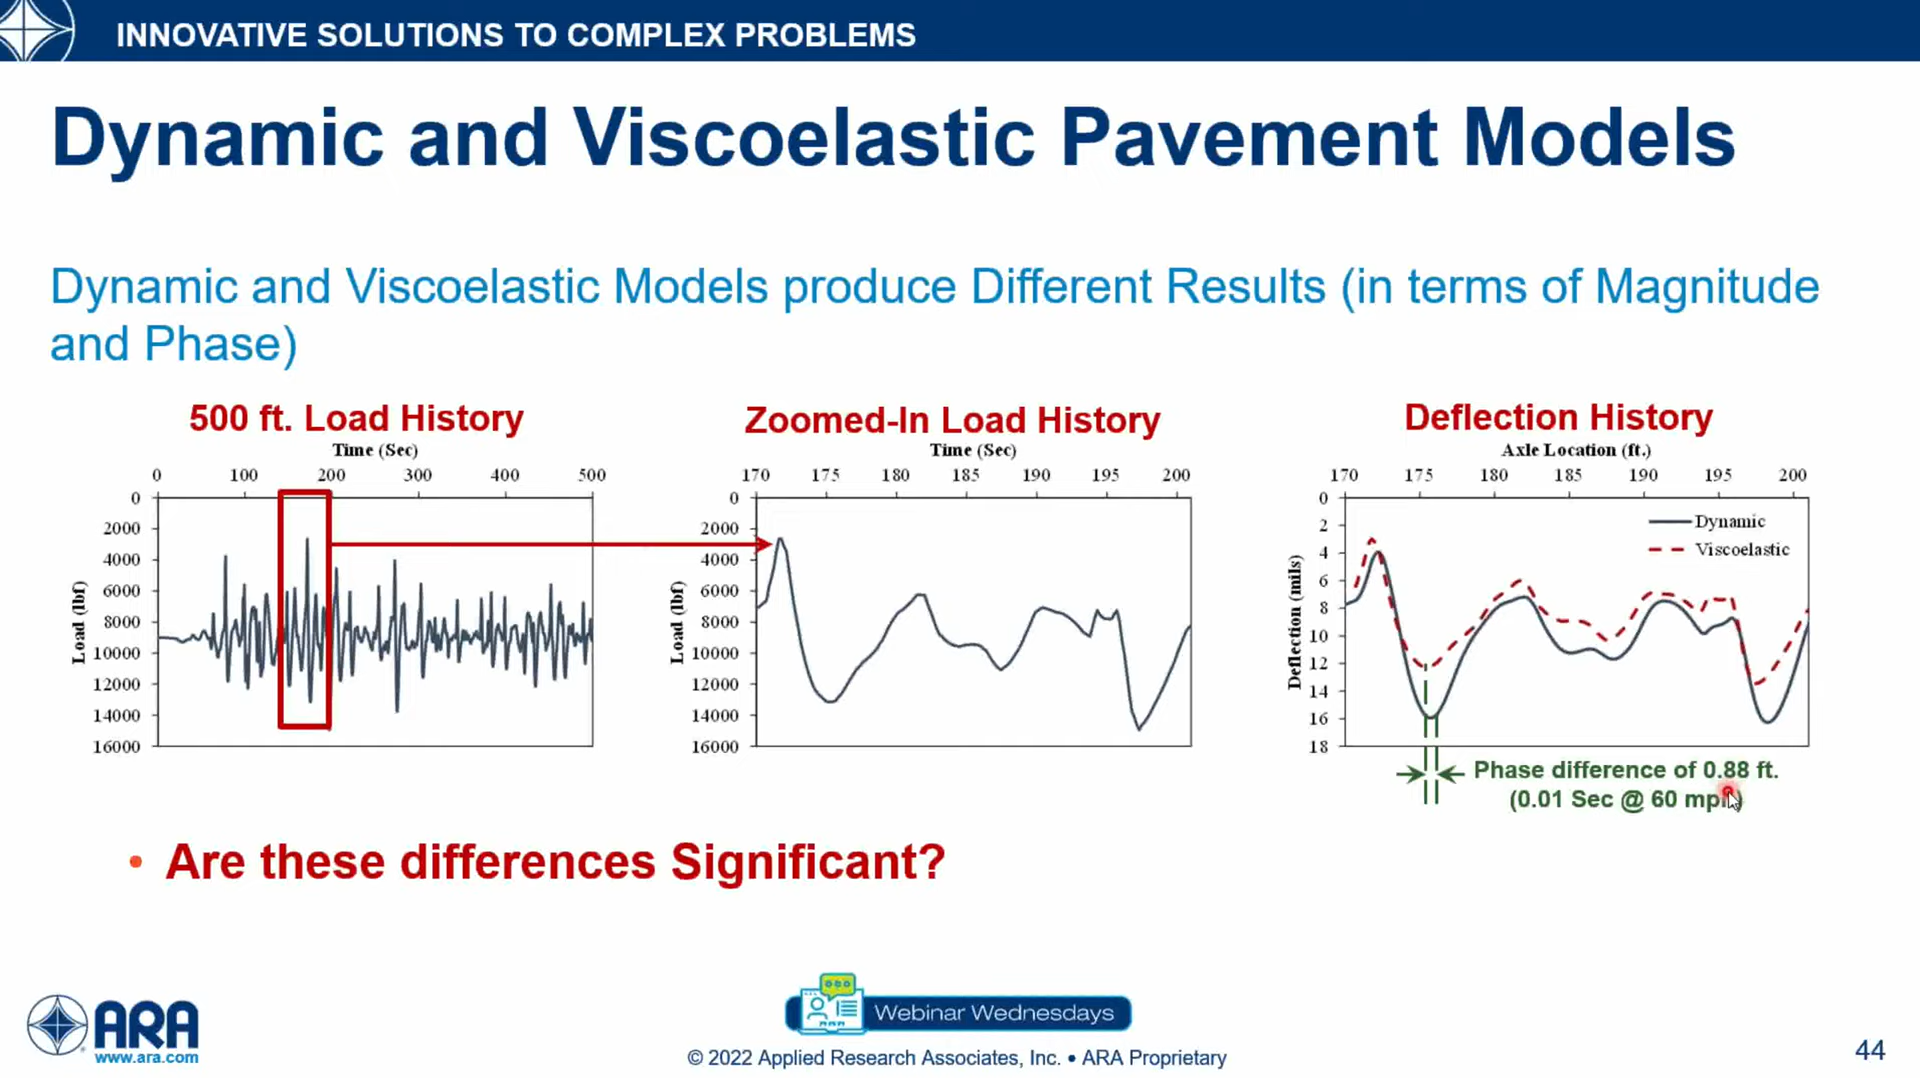 INNOVATIVE SOLUTIONS TO COMPLEX PROBLEMS
Dynamic and Viscoelastic Pavement Models
Dynamic and Viscoelastic Models produce Different Results (in terms of Magnitude
and Phase)
500 ft. Load History
Time (Sec)
0 100 200 300 400 500
Load (lbf)
0
2000
4000
6000
8000
10000
12000
14000
16000
Zoomed-In Load History
Time (Sec)
170 175 180 185 190 195 200
Load (lbf)
0
2000
4000
6000
8000
10000
12000
14000
16000
Deflection History
Axle Location (ft.)
170 175 180 185 190 195 200
Deflection (mils)
0
2
4
6
8
10
12
14
16
18
Dynamic
Viscoelastic
Phase difference of 0.88 ft.
(0.01 Sec @ 60 mph)
• Are these differences Significant?
ARA
www.ara.com
Webinar Wednesdays
© 2022 Applied Research Associates, Inc. • ARA Proprietary
44